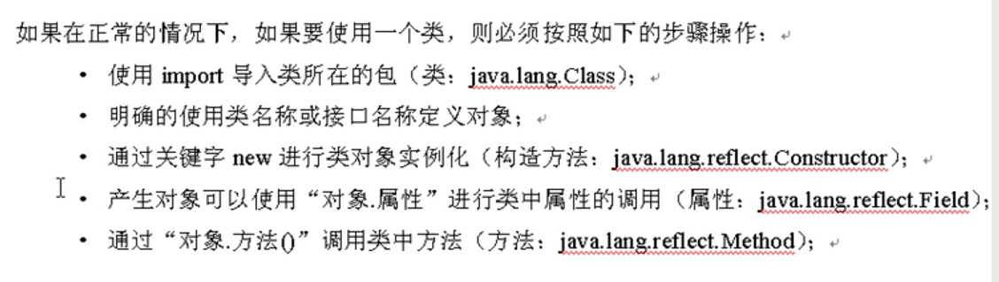 如果在正常的情况下，如果要使用一个类，则必须按照如下的步骤操作：
• 使用 import 导入类所在的包（类：java.lang.Class）；
• 明确的使用类名称或接口名称定义对象；
• 通过关键字 new 进行类对象实例化（构造方法：java.lang.reflect.Constructor）；
• 产生对象可以使用“对象.属性”进行类中属性的调用（属性：java.lang.reflect.Field）；
• 通过“对象.方法()”调用类中方法（方法：java.lang.reflect.Method）；